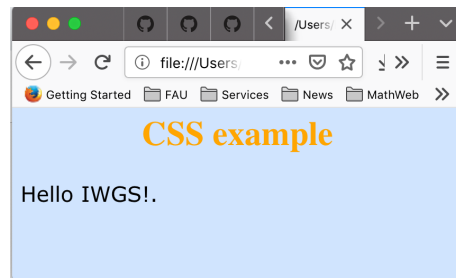 /Users/
file:///Users/
Getting Started FAU Services News MathWeb
CSS example
Hello IWGS!.